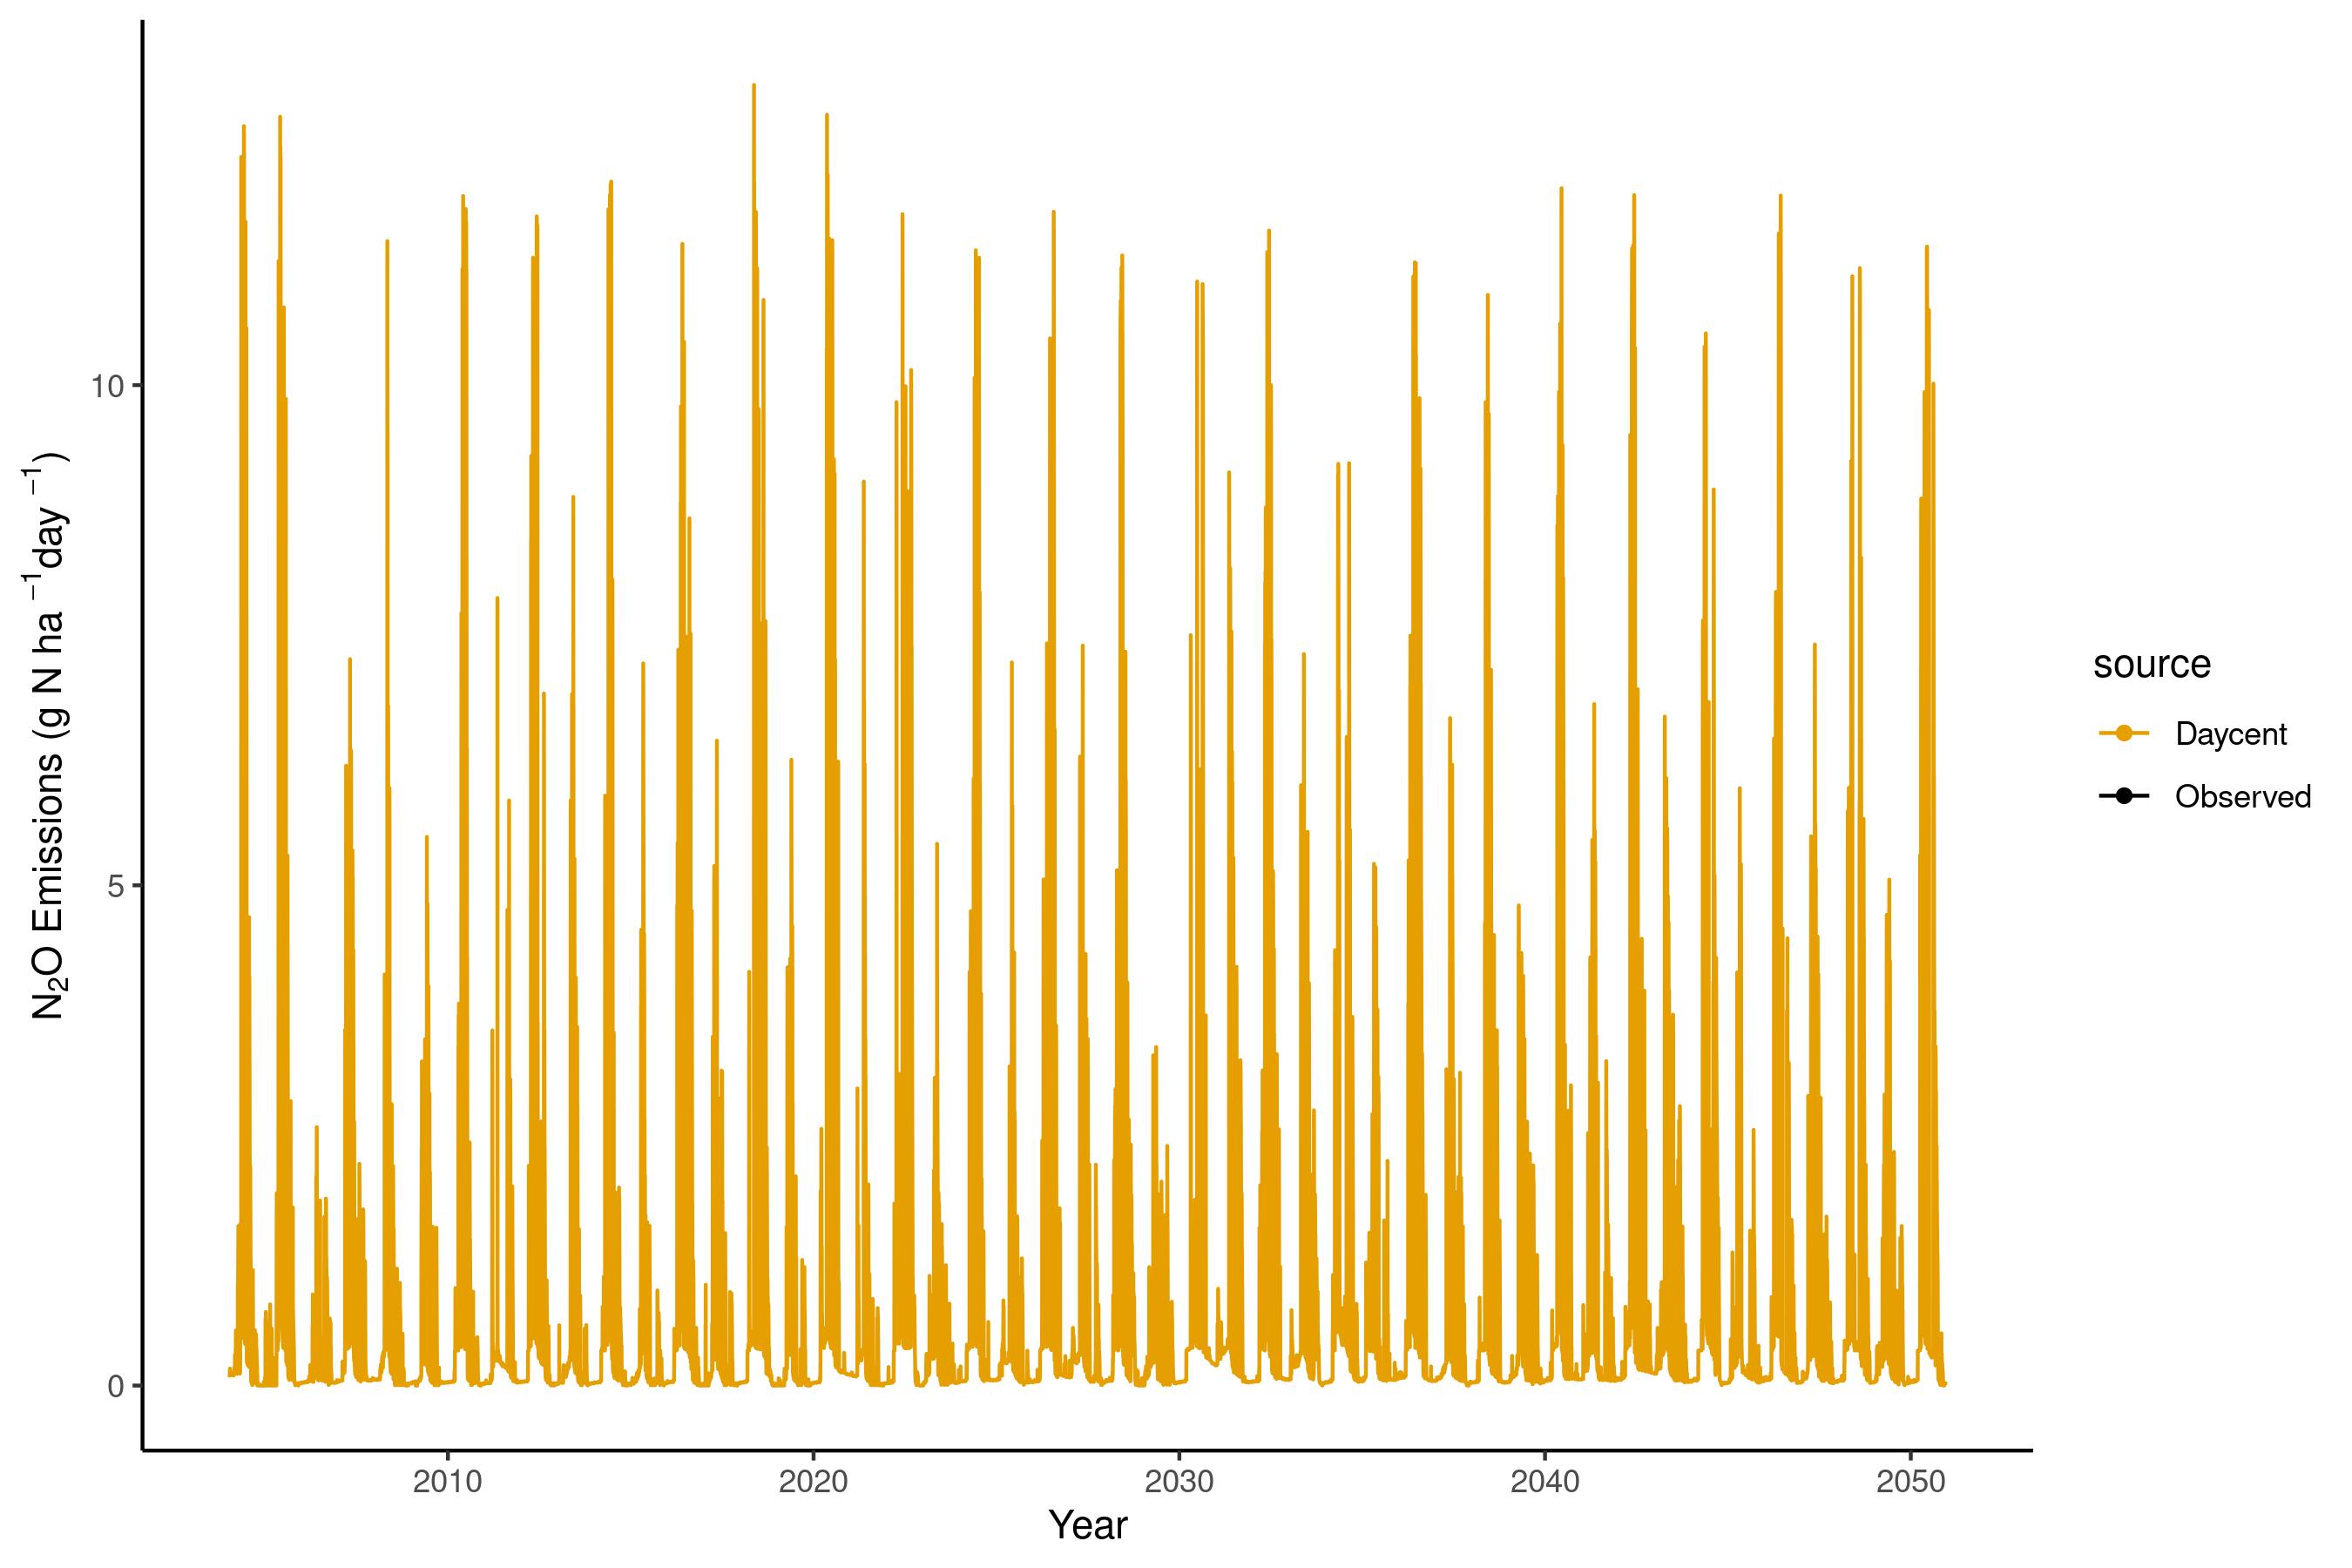 N₂O Emissions (g N ha ⁻¹day ⁻¹)
10
5
0
2010 2020 2030 2040 2050
Year
source
Daycent
Observed